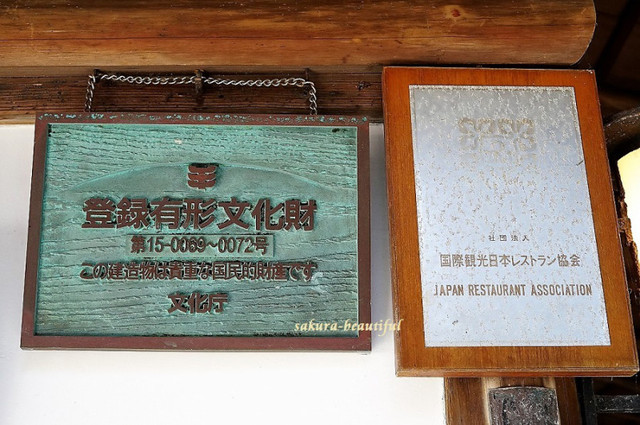 登録有形文化財
第15-0069~0072号
この建造物は貴重な国民的財産です
文化庁
sakura-beautiful
社団法人
国際観光日本レストラン協会
JAPAN RESTAURANT ASSOCIATION